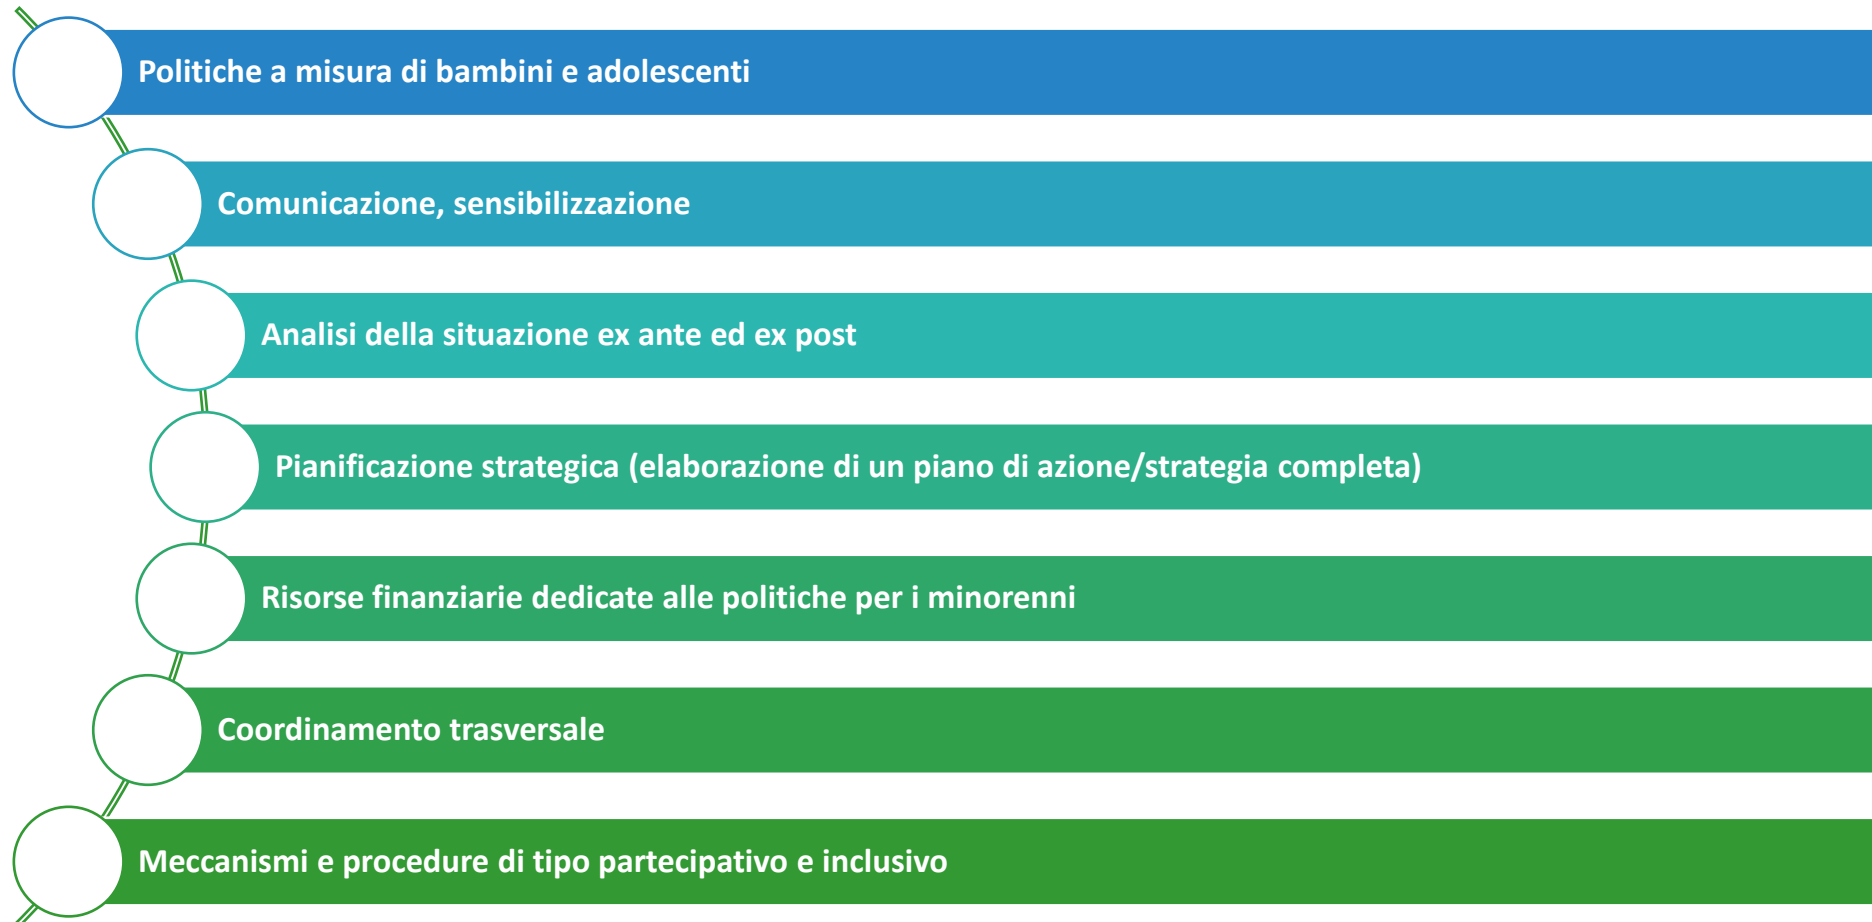 Politiche a misura di bambini e adolescenti
Comunicazione, sensibilizzazione
Analisi della situazione ex ante ed ex post
Pianificazione strategica (elaborazione di un piano di azione/strategia completa)
Risorse finanziarie dedicate alle politiche per i minorenni
Coordinamento trasversale
Meccanismi e procedure di tipo partecipativo e inclusivo